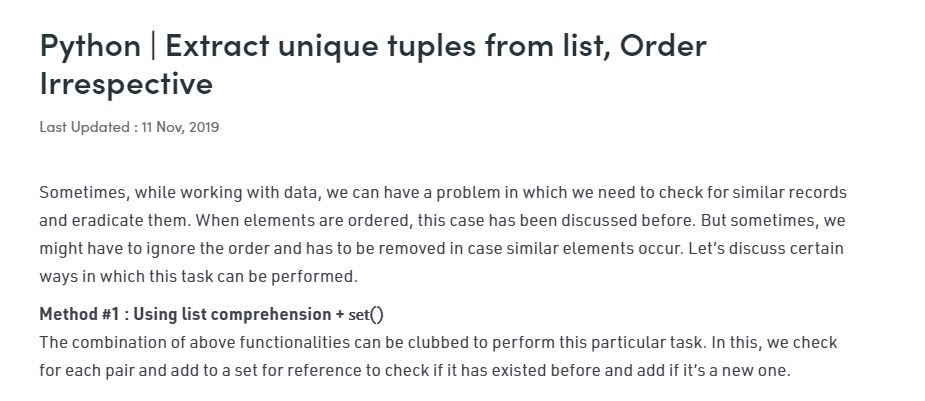 Python | Extract unique tuples from list, Order
Irrespective
Last Updated : 11 Nov, 2019
Sometimes, while working with data, we can have a problem in which we need to check for similar records
and eradicate them. When elements are ordered, this case has been discussed before. But sometimes, we
might have to ignore the order and has to be removed in case similar elements occur. Let’s discuss certain
ways in which this task can be performed.
Method #1 : Using list comprehension + set()
The combination of above functionalities can be clubbed to perform this particular task. In this, we check
for each pair and add to a set for reference to check if it has existed before and add if it’s a new one.